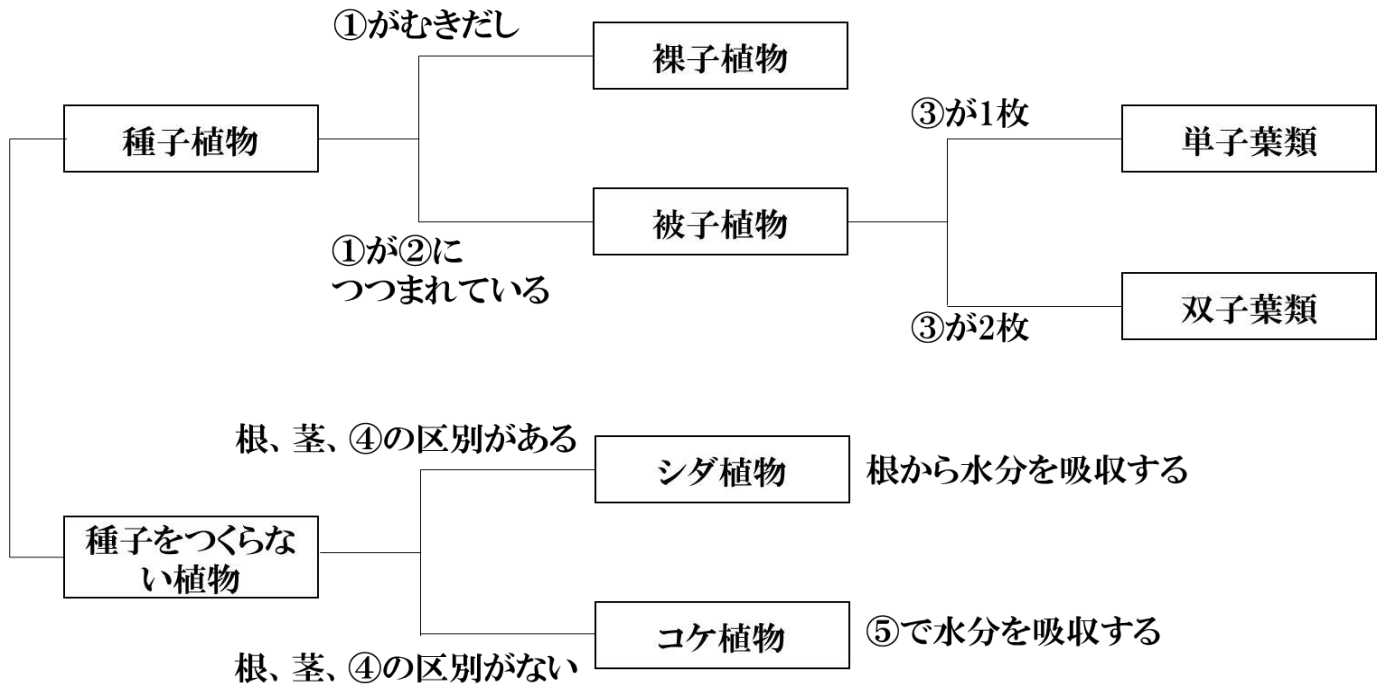 ①がむきだし
裸子植物
③が1枚
単子葉類
種子植物
被子植物
①が②に
つつまれている
双子葉類
③が2枚
根、茎、④の区別がある
シダ植物
根から水分を吸収する
種子をつくらな
い植物
コケ植物
⑤で水分を吸収する
根、茎、④の区別がない